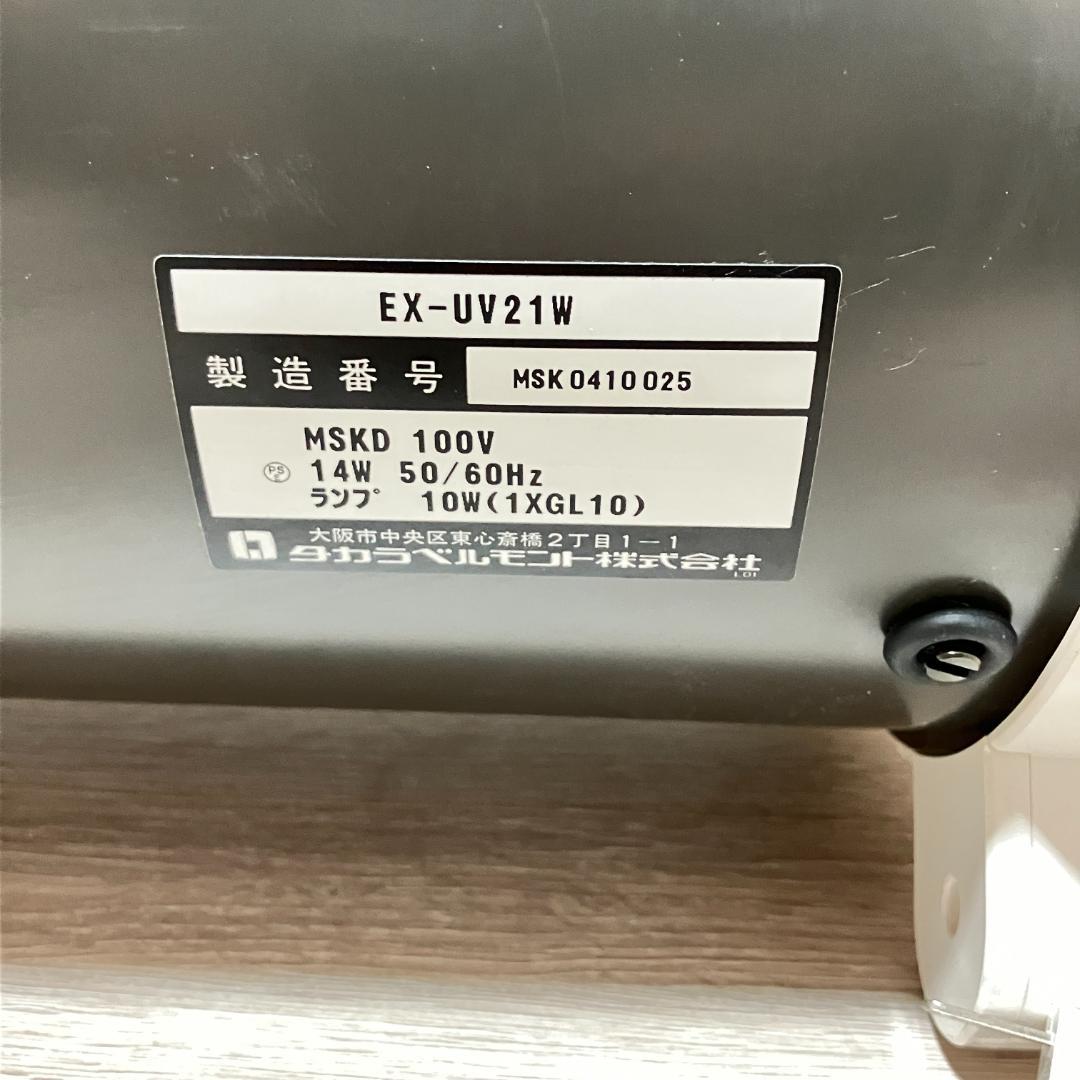 EX-UV21W
製造番号 MSK0410025
MSKD 100V
PS E 14W 50/60Hz
ランプ 10W(1XGL10)
大阪市中央区東心斎橋2丁目1-1
タカラベルモント株式会社
L01